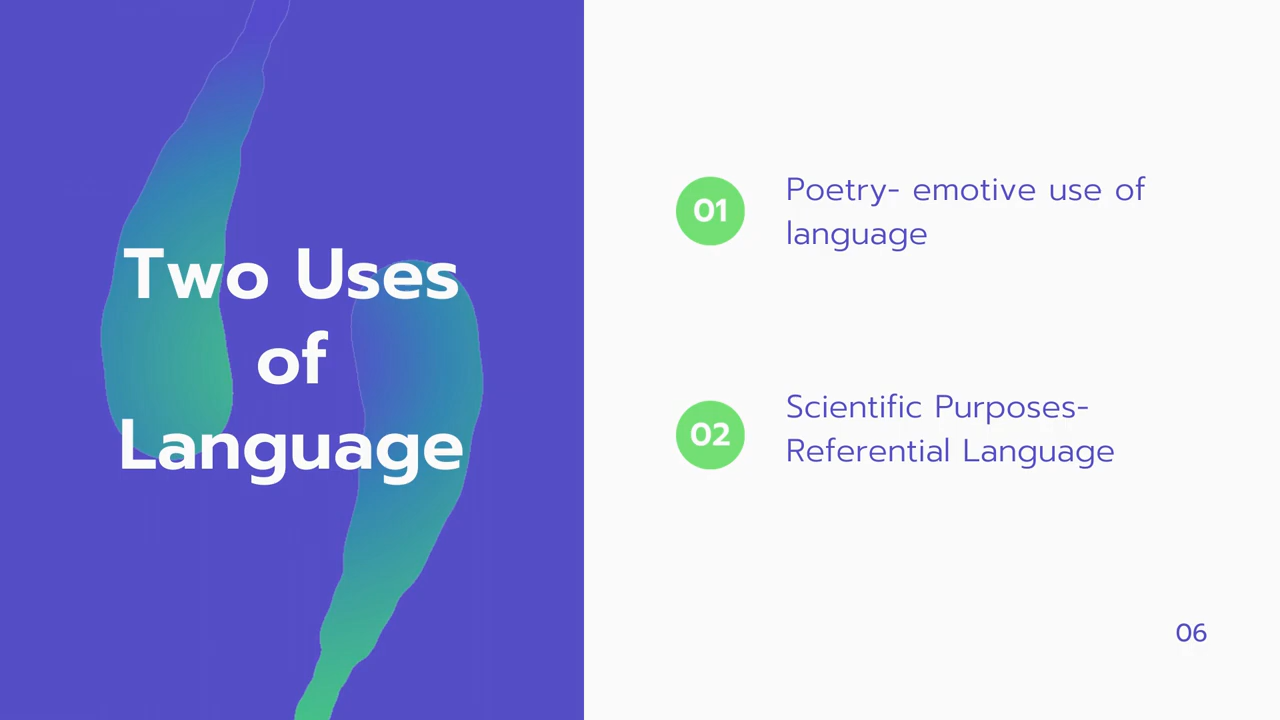 Two Uses
of
Language
01
Poetry- emotive use of
language
02
Scientific Purposes-
Referential Language
06